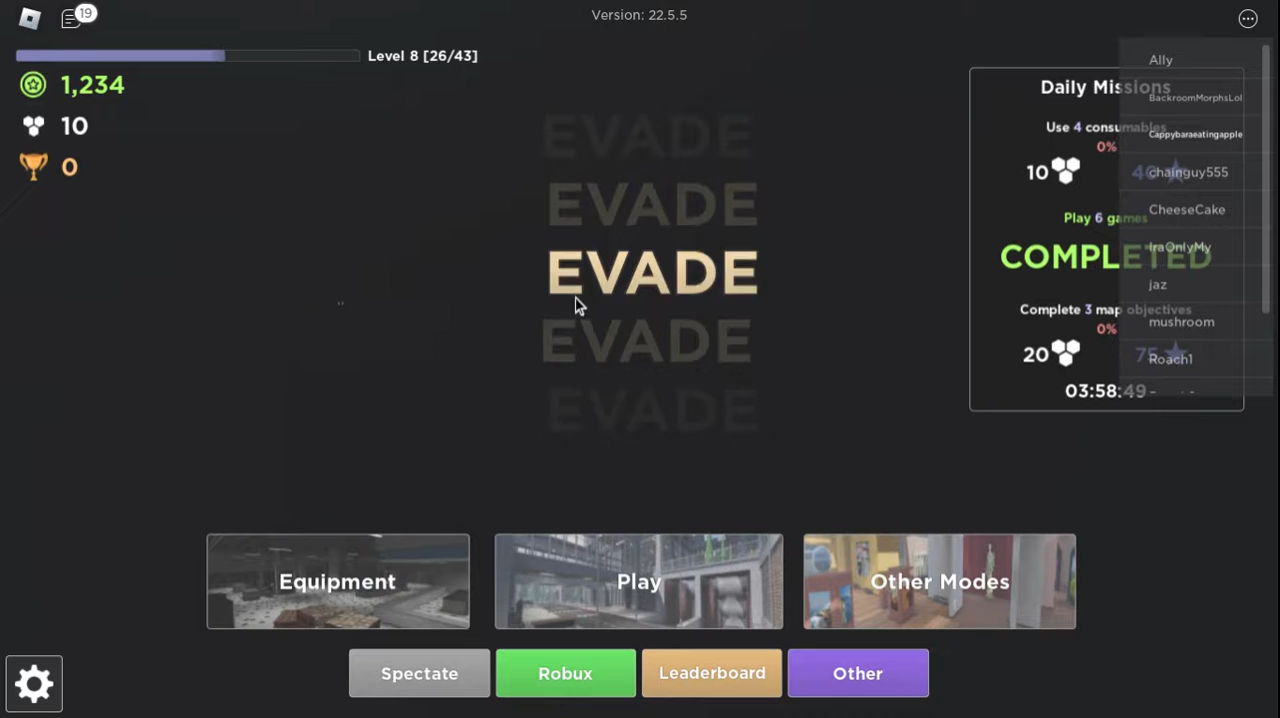 19
Version: 22.5.5
Level 8 [26/43]
1,234
10
0
EVADE
EVADE
EVADE
EVADE
EVADE
Daily Missions
Use 4 consumables
0%
10
40
Play 6 games
COMPLETED
Complete 3 map objectives
0%
20
75
03:58:49
Ally
BackroomMorphsLol
Cappybaraeatingapple
chainguy555
CheeseCake
IraOnlyMy
jaz
mushroom
Roach1
Equipment
Play
Other Modes
Spectate
Robux
Leaderboard
Other